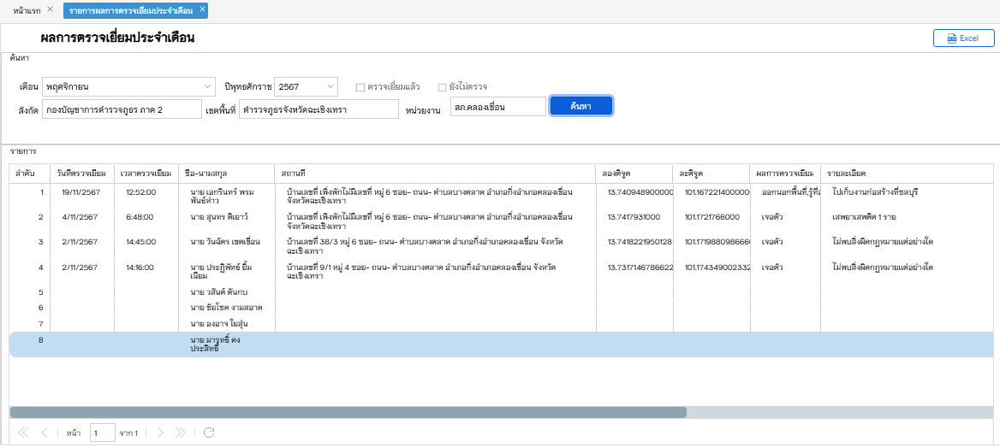 หน้าแรก × รายการผลการตรวจเยี่ยมประจำเดือน ×
ผลการตรวจเยี่ยมประจำเดือน
Excel
ค้นหา
เดือน พฤศจิกายน ปีพุทธศักราช 2567 ตรวจเยี่ยมแล้ว ยังไม่ตรวจ
สังกัด กองบัญชาการตำรวจภูธร ภาค 2 เขตพื้นที่ ตำรวจภูธรจังหวัดฉะเชิงเทรา หน่วยงาน สภ.คลองเขื่อน ค้นหา
รายการ
ลำดับ วันที่ตรวจเยี่ยม เวลาตรวจเยี่ยม ชื่อ-นามสกุล สถานที่ ลองติจูด ละติจูด ผลการตรวจเยี่ยม รายละเอียด
1 19/11/2567 12:52:00 นาย เอกรินทร์ พรม บ้านเลขที่ เพิงพักไม่มีเลขที่ หมู่ 6 ซอย- ถนน- ตำบลบางตลาด อำเภอกิ่งอำเภอคลองเขื่อน 13.740948900000 101.167221400000 ออกนอกพื้นที่,รู้ที่อ ไปเก็บงานก่อสร้างที่ชลบุรี
พันธ์ห่าว จังหวัดฉะเชิงเทรา
2 4/11/2567 6:48:00 นาย สุนทร ดิเยาว์ บ้านเลขที่ เพิงพักไม่มีเลขที่ หมู่ 6 ซอย- ถนน- ตำบลบางตลาด อำเภอกิ่งอำเภอคลองเขื่อน 13.7417931000 101.1721766000 เจอตัว เสพยาเสพติด 1 ราย
จังหวัดฉะเชิงเทรา
3 2/11/2567 14:45:00 นาย วันฉัตร เขตเขื่อน บ้านเลขที่ 38/3 หมู่ 6 ซอย- ถนน- ตำบลบางตลาด อำเภอกิ่งอำเภอคลองเขื่อน จังหวัด 13.7418221950128 101.171988098666 เจอตัว ไม่พบสิ่งผิดกฎหมายแต่อย่างใด
ฉะเชิงเทรา
4 2/11/2567 14:16:00 นาย ประฏิพัทธ์ ยิ้ม บ้านเลขที่ 9/1 หมู่ 4 ซอย- ถนน- ตำบลบางตลาด อำเภอกิ่งอำเภอคลองเขื่อน จังหวัด 13.7317146786622 101.174349002332 เจอตัว ไม่พบสิ่งผิดกฎหมายแต่อย่างใด
เนียม ฉะเชิงเทรา
5 นาย วสันต์ ตันกบ
6 นาย ชัยโชค งามสอาด
7 นาย องอาจ ใยสุ่น
8 นาย มารุทธิ์ คง
ประสิทธิ์
หน้า 1 จาก 1